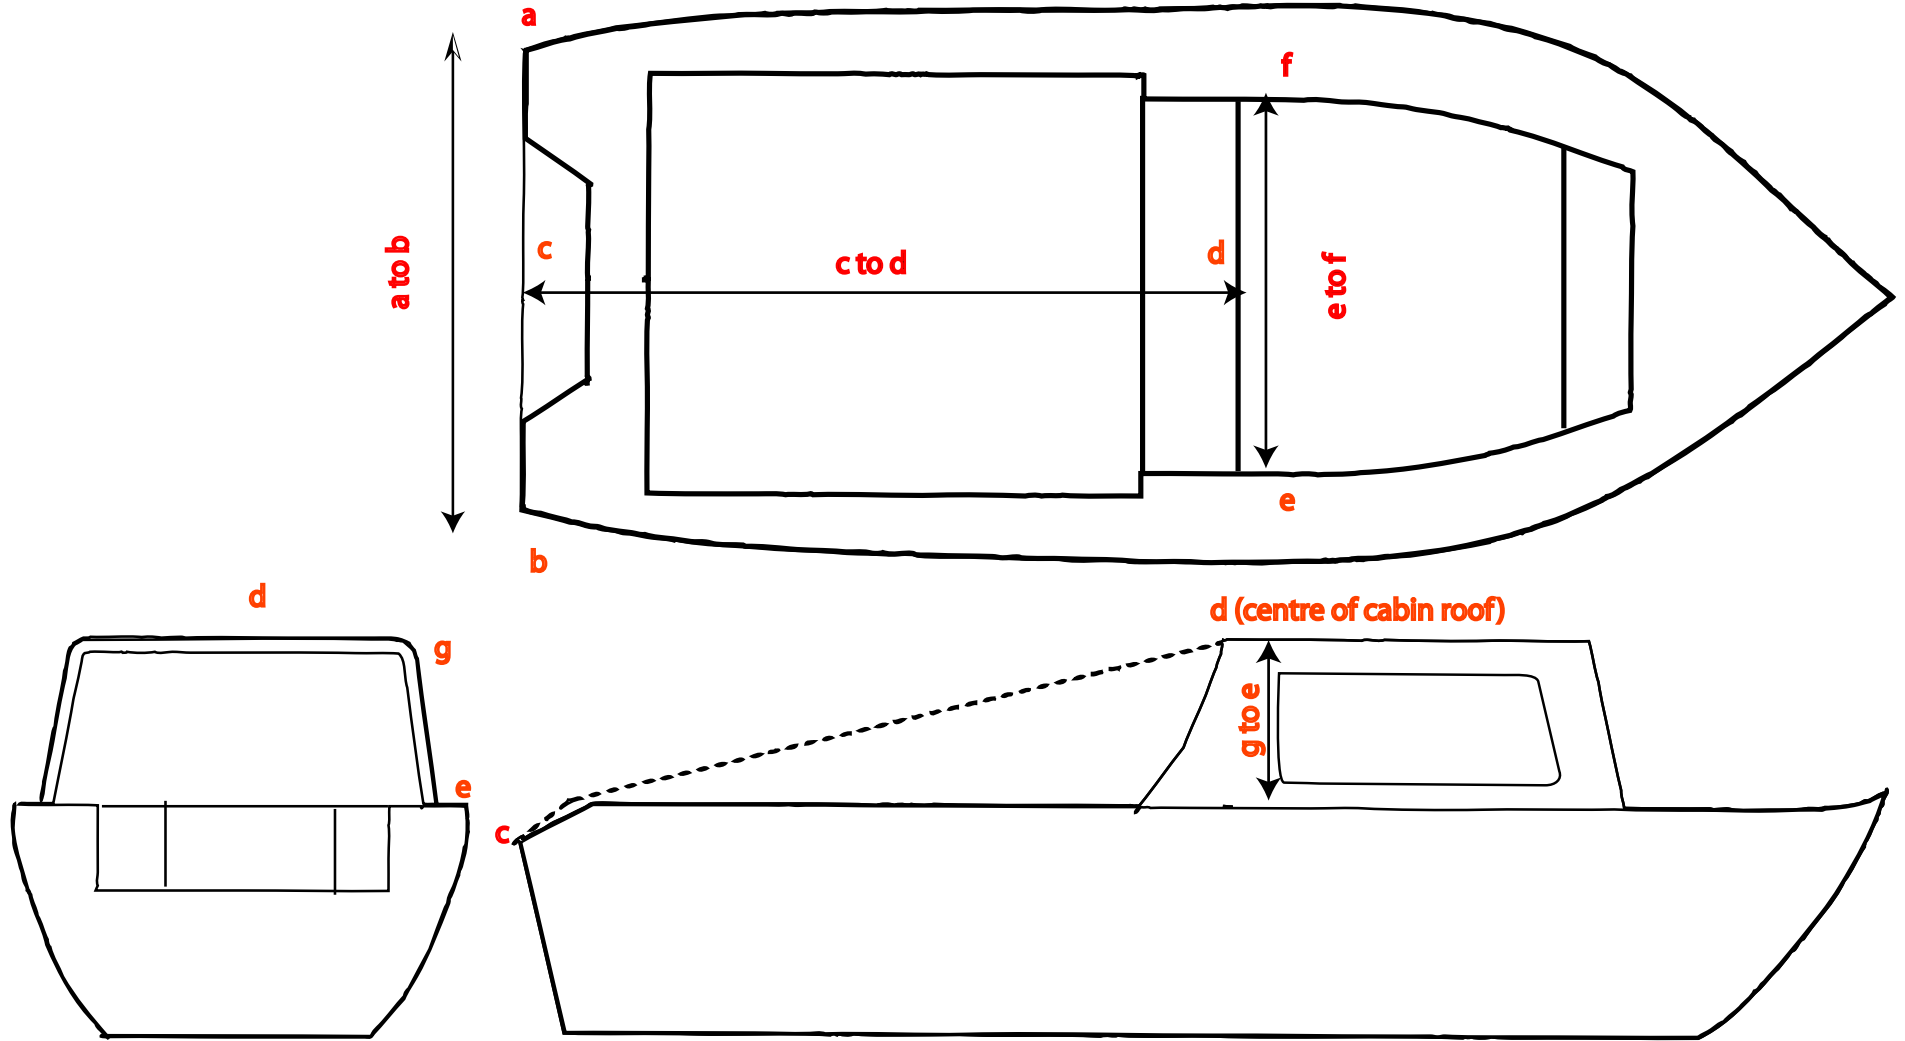 a
f
a to b
c
c to d
d
e to f
e
b
d
d (centre of cabin roof)
g
g to e
e
c